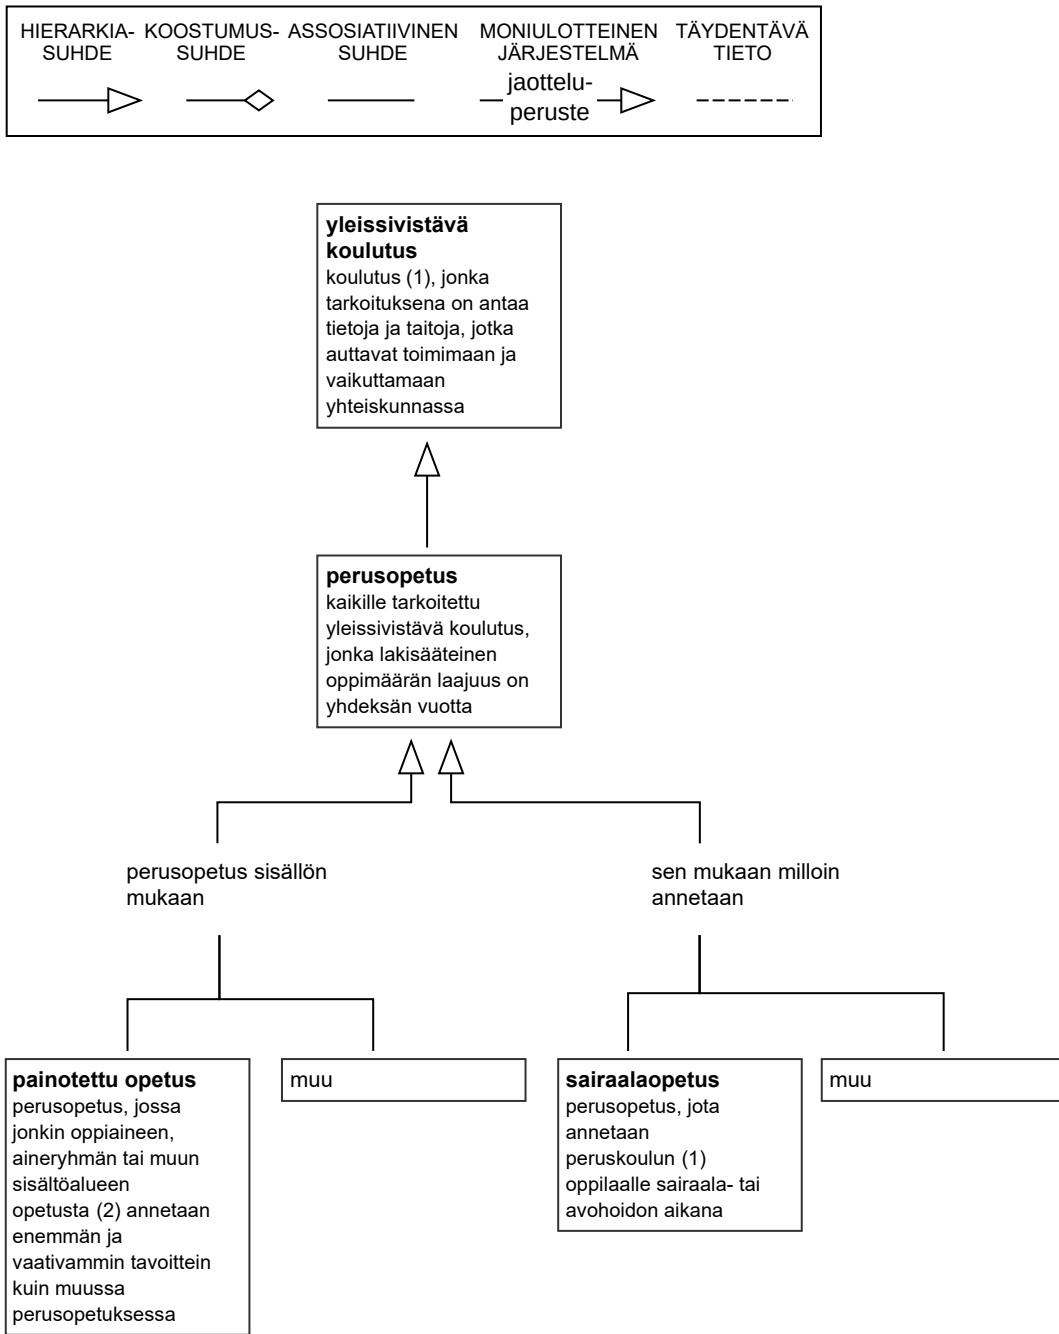 HIERARKIA-
SUHDE
KOOSTUMUS-
SUHDE
ASSOSIATIIVINEN
SUHDE
MONIULOTTEINEN
JÄRJESTELMÄ
jaottelu-
peruste
TÄYDENTÄVÄ
TIETO
yleissivistävä
koulutus
koulutus (1), jonka
tarkoituksena on antaa
tietoja ja taitoja, jotka
auttavat toimimaan ja
vaikuttamaan
yhteiskunnassa
perusopetus
kaikille tarkoitettu
yleissivistävä koulutus,
jonka lakisääteinen
oppimäärän laajuus on
yhdeksän vuotta
perusopetus sisällön
mukaan
sen mukaan milloin
annetaan
painotettu opetus
perusopetus, jossa
jonkin oppiaineen,
aineryhmän tai muun
sisältöalueen
opetusta (2) annetaan
enemmän ja
vaativammin tavoittein
kuin muussa
perusopetuksessa
muu
sairaalaopetus
perusopetus, jota
annetaan
peruskoulun (1)
oppilaalle sairaala- tai
avohoidon aikana
muu